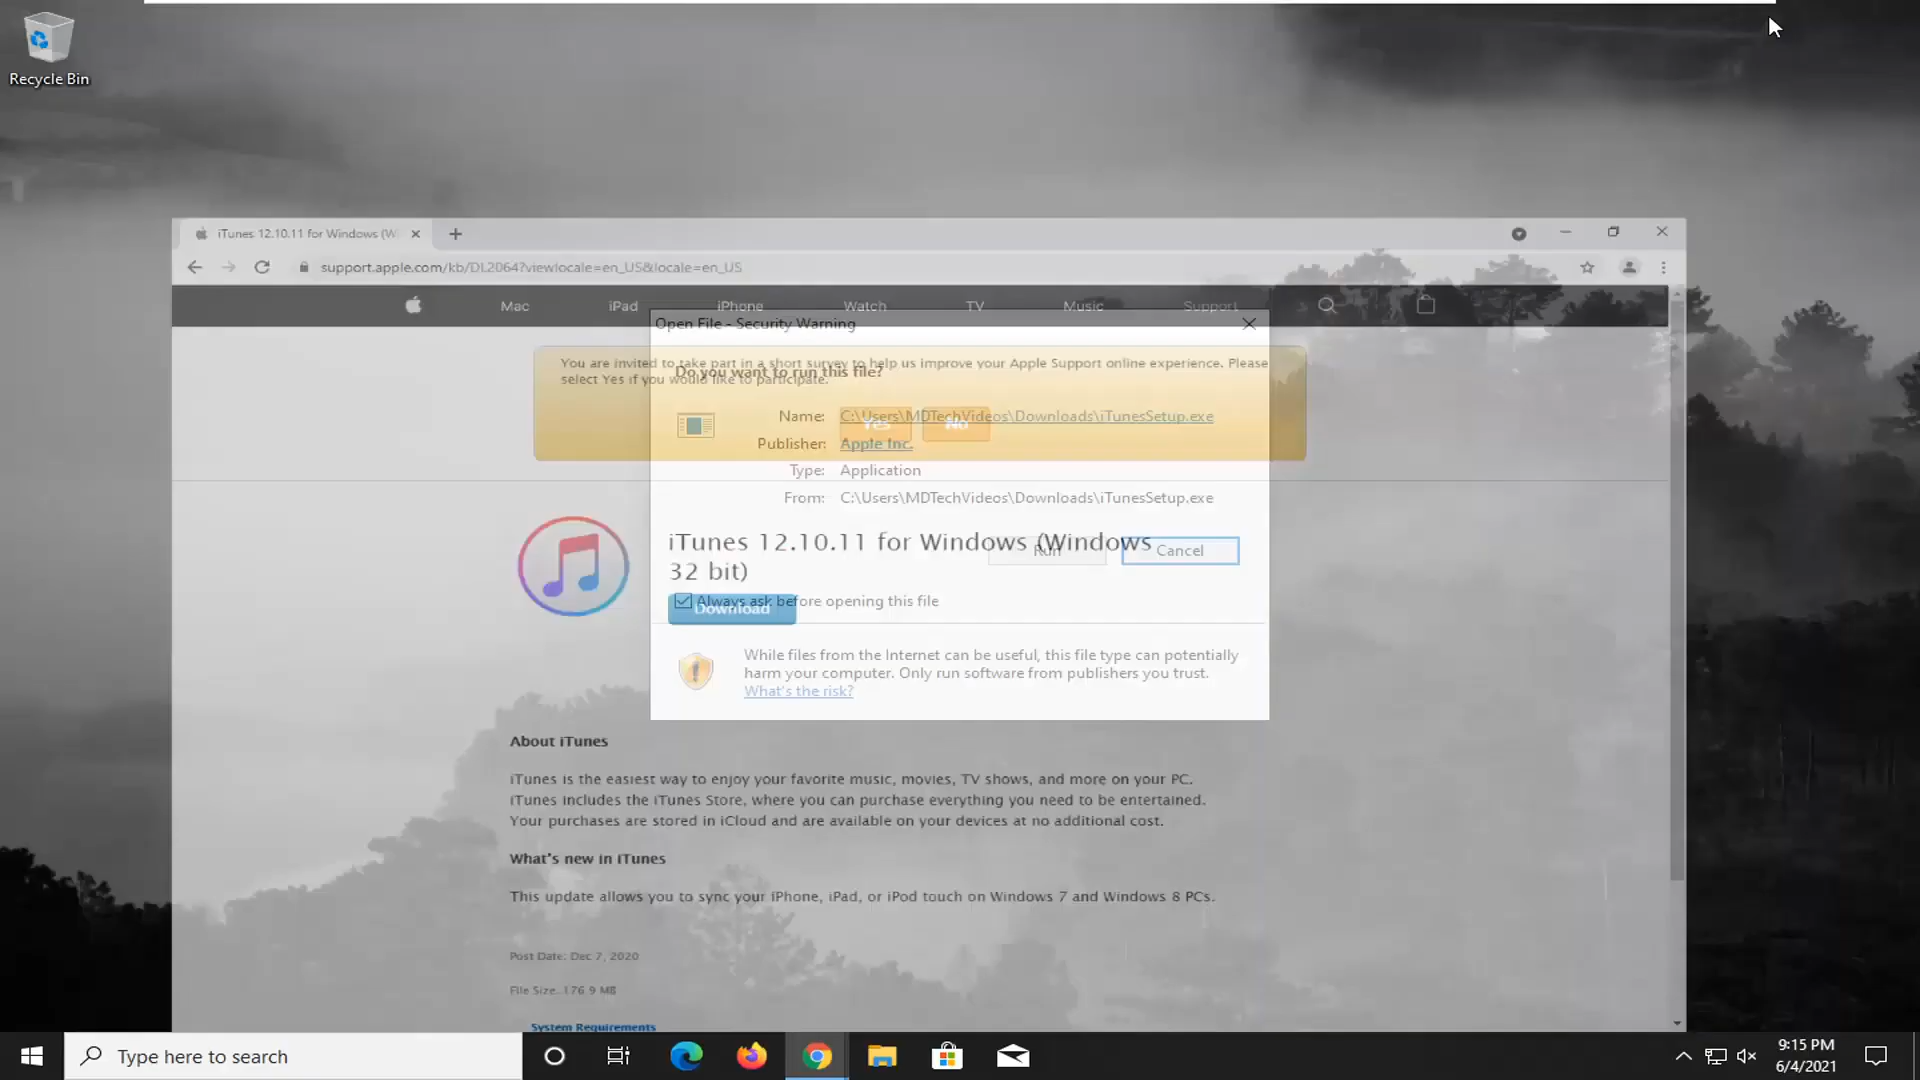 Recycle Bin
iTunes 12.10.11 for Windows (W
support.apple.com/kb/DL2064?viewlocale=en_US&locale=en_US
Mac iPad iPhone Watch TV Music Support
Open File - Security Warning
You are invited to take part in a short survey to help us improve your Apple Support online experience. Please
select Yes if you would like to participate.
Do you want to run this file?
Yes No
Name: C:\Users\MDTechVideos\Downloads\iTunesSetup.exe
Publisher: Apple Inc.
Type: Application
From: C:\Users\MDTechVideos\Downloads\iTunesSetup.exe
iTunes 12.10.11 for Windows (Windows
32 bit)
Run Cancel
Always ask before opening this file
Download
While files from the Internet can be useful, this file type can potentially
harm your computer. Only run software from publishers you trust.
What's the risk?
About iTunes
iTunes is the easiest way to enjoy your favorite music, movies, TV shows, and more on your PC.
iTunes includes the iTunes Store, where you can purchase everything you need to be entertained.
Your purchases are stored in iCloud and are available on your devices at no additional cost.
What's new in iTunes
This update allows you to sync your iPhone, iPad, or iPod touch on Windows 7 and Windows 8 PCs.
Post Date: Dec 7, 2020
File Size: 176.9 MB
System Requirements
Type here to search
9:15 PM
6/4/2021